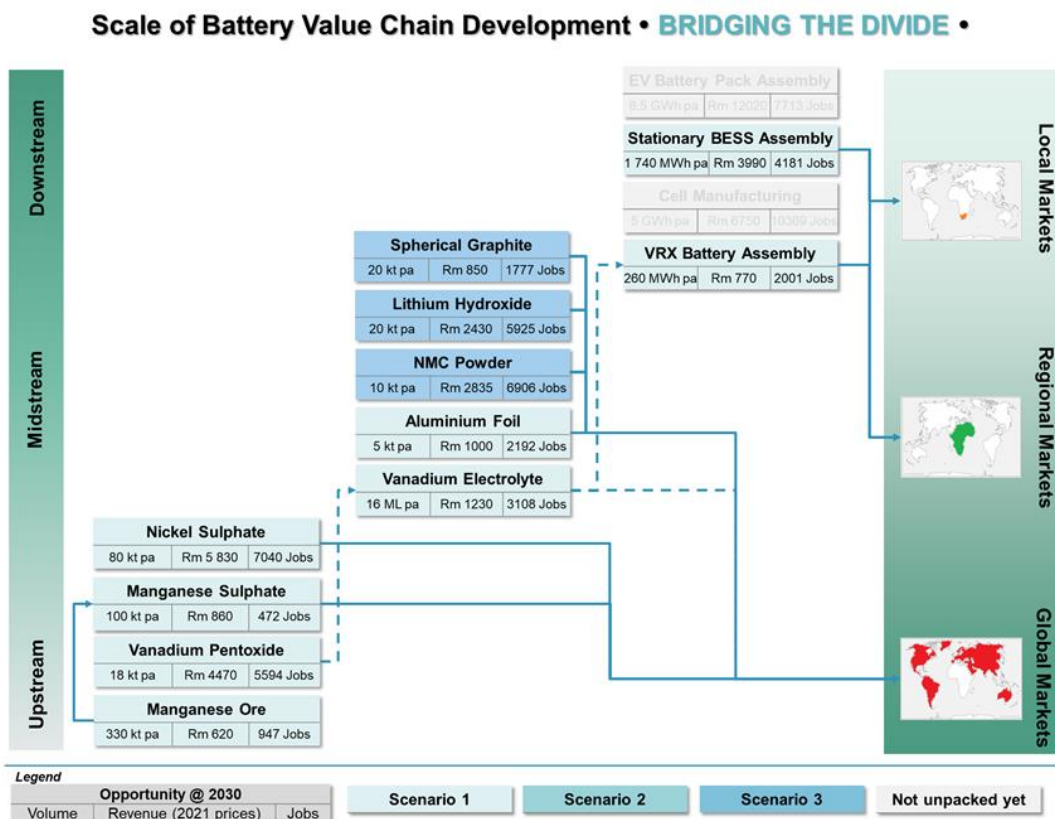 Scale of Battery Value Chain Development • BRIDGING THE DIVIDE •
Downstream
Midstream
Upstream
EV Battery Pack Assembly
8.5 GWh pa Rm 12020 7713 Jobs
Stationary BESS Assembly
1 740 MWh pa Rm 3990 4181 Jobs
Cell Manufacturing
5 GWh pa Rm 6750 10369 Jobs
VRX Battery Assembly
260 MWh pa Rm 770 2001 Jobs
Spherical Graphite
20 kt pa Rm 850 1777 Jobs
Lithium Hydroxide
20 kt pa Rm 2430 5925 Jobs
NMC Powder
10 kt pa Rm 2835 6906 Jobs
Aluminium Foil
5 kt pa Rm 1000 2192 Jobs
Vanadium Electrolyte
16 ML pa Rm 1230 3108 Jobs
Nickel Sulphate
80 kt pa Rm 5 830 7040 Jobs
Manganese Sulphate
100 kt pa Rm 860 472 Jobs
Vanadium Pentoxide
18 kt pa Rm 4470 5594 Jobs
Manganese Ore
330 kt pa Rm 620 947 Jobs
Local Markets
Regional Markets
Global Markets
Legend
Opportunity @ 2030
Volume Revenue (2021 prices) Jobs
Scenario 1
Scenario 2
Scenario 3
Not unpacked yet